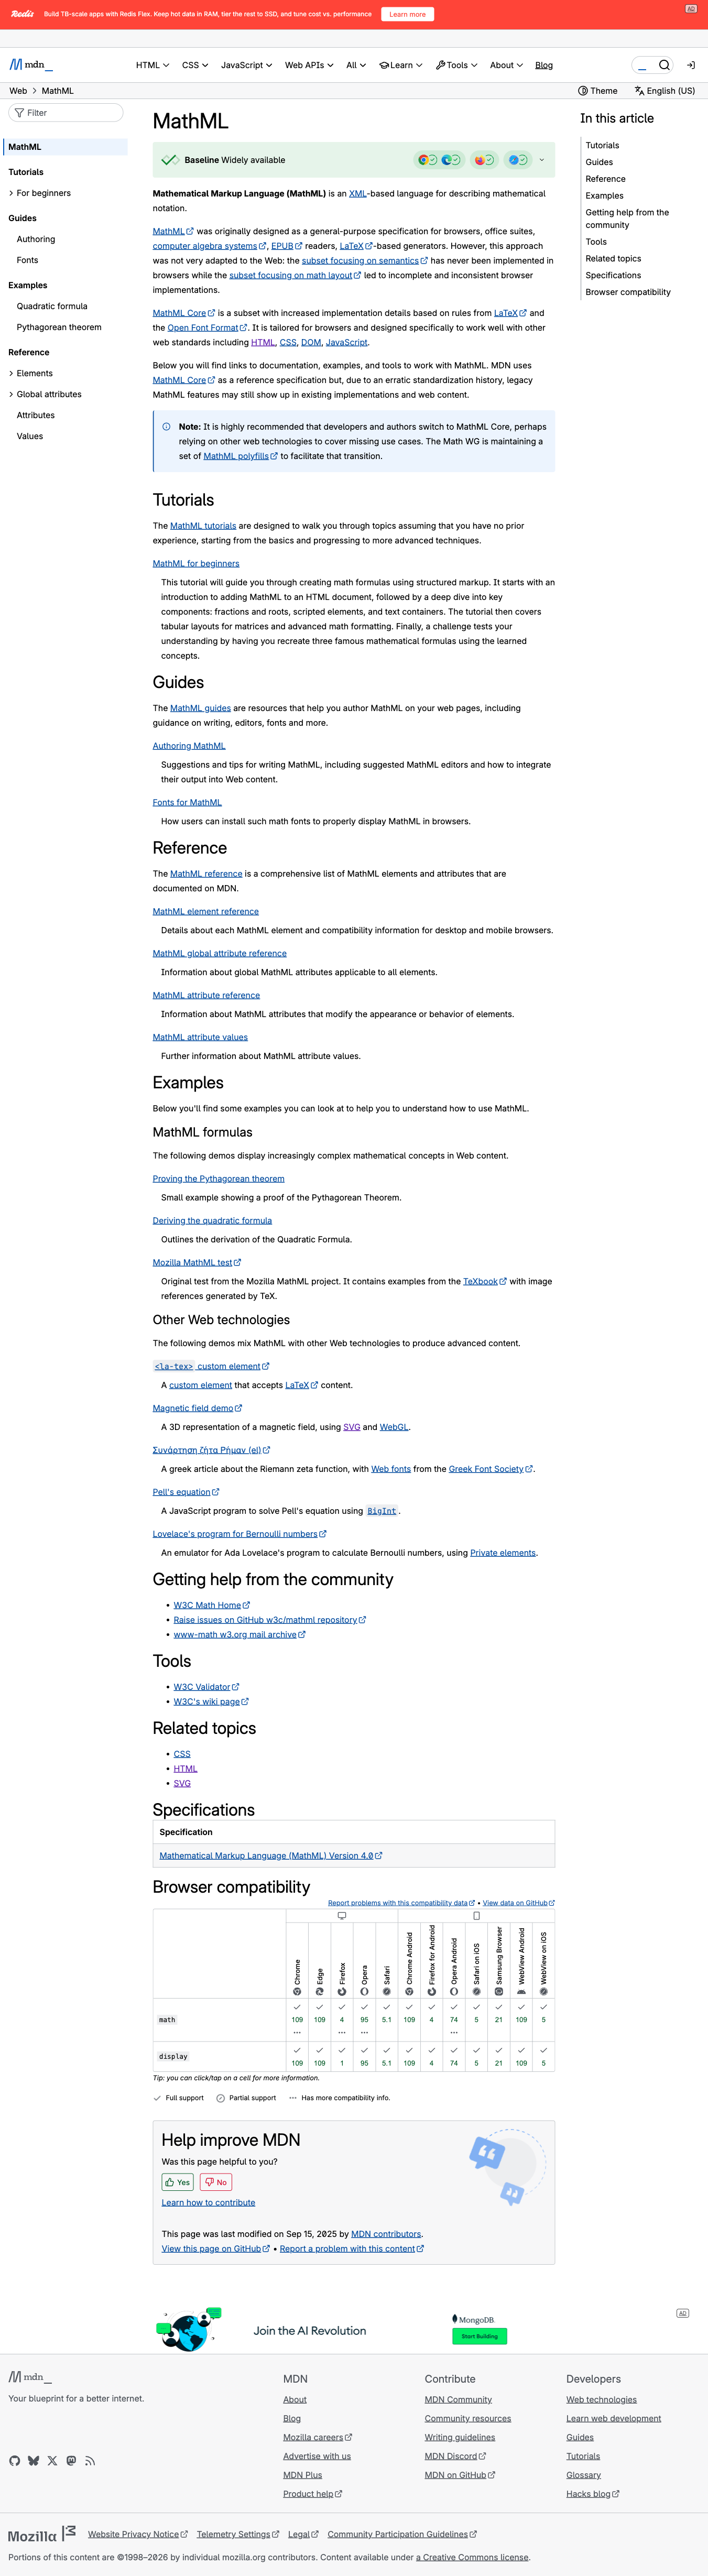 Redis
Build TB-scale apps with Redis Flex. Keep hot data in RAM, tier the rest to SSD, and tune cost vs. performance
Learn more
AD
mdn_
HTML
CSS
JavaScript
Web APIs
All
Learn
Tools
About
Blog
Web > MathML
Theme
English (US)
Filter
MathML
Tutorials
For beginners
Guides
Authoring
Fonts
Examples
Quadratic formula
Pythagorean theorem
Reference
Elements
Global attributes
Attributes
Values
MathML
Baseline Widely available
Mathematical Markup Language (MathML) is an XML-based language for describing mathematical
notation.
MathML was originally designed as a general-purpose specification for browsers, office suites,
computer algebra systems, EPUB readers, LaTeX-based generators. However, this approach
was not very adapted to the Web: the subset focusing on semantics has never been implemented in
browsers while the subset focusing on math layout led to incomplete and inconsistent browser
implementations.
MathML Core is a subset with increased implementation details based on rules from LaTeX and
the Open Font Format. It is tailored for browsers and designed specifically to work well with other
web standards including HTML, CSS, DOM, JavaScript.
Below you will find links to documentation, examples, and tools to work with MathML. MDN uses
MathML Core as a reference specification but, due to an erratic standardization history, legacy
MathML features may still show up in existing implementations and web content.
Note: It is highly recommended that developers and authors switch to MathML Core, perhaps
relying on other web technologies to cover missing use cases. The Math WG is maintaining a
set of MathML polyfills to facilitate that transition.
Tutorials
The MathML tutorials are designed to walk you through topics assuming that you have no prior
experience, starting from the basics and progressing to more advanced techniques.
MathML for beginners
This tutorial will guide you through creating math formulas using structured markup. It starts with an
introduction to adding MathML to an HTML document, followed by a deep dive into key
components: fractions and roots, scripted elements, and text containers. The tutorial then covers
tabular layouts for matrices and advanced math formatting. Finally, a challenge tests your
understanding by having you recreate three famous mathematical formulas using the learned
concepts.
Guides
The MathML guides are resources that help you author MathML on your web pages, including
guidance on writing, editors, fonts and more.
Authoring MathML
Suggestions and tips for writing MathML, including suggested MathML editors and how to integrate
their output into Web content.
Fonts for MathML
How users can install such math fonts to properly display MathML in browsers.
Reference
The MathML reference is a comprehensive list of MathML elements and attributes that are
documented on MDN.
MathML element reference
Details about each MathML element and compatibility information for desktop and mobile browsers.
MathML global attribute reference
Information about global MathML attributes applicable to all elements.
MathML attribute reference
Information about MathML attributes that modify the appearance or behavior of elements.
MathML attribute values
Further information about MathML attribute values.
Examples
Below you'll find some examples you can look at to help you to understand how to use MathML.
MathML formulas
The following demos display increasingly complex mathematical concepts in Web content.
Proving the Pythagorean theorem
Small example showing a proof of the Pythagorean Theorem.
Deriving the quadratic formula
Outlines the derivation of the Quadratic Formula.
Mozilla MathML test
Original test from the Mozilla MathML project. It contains examples from the TeXbook with image
references generated by TeX.
Other Web technologies
The following demos mix MathML with other Web technologies to produce advanced content.
<la-tex> custom element
A custom element that accepts LaTeX content.
Magnetic field demo
A 3D representation of a magnetic field, using SVG and WebGL.
Συνάρτηση ζήτα Ρήμαν (el)
A greek article about the Riemann zeta function, with Web fonts from the Greek Font Society.
Pell's equation
A JavaScript program to solve Pell's equation using BigInt.
Lovelace's program for Bernoulli numbers
An emulator for Ada Lovelace's program to calculate Bernoulli numbers, using Private elements.
Getting help from the community
• W3C Math Home
• Raise issues on GitHub w3c/mathml repository
• www-math w3.org mail archive
Tools
• W3C Validator
• W3C's wiki page
Related topics
• CSS
• HTML
• SVG
Specifications
Specification
Mathematical Markup Language (MathML) Version 4.0
Browser compatibility
Report problems with this compatibility data • View data on GitHub
Chrome
Edge
Firefox
Opera
Safari
Chrome Android
Firefox for Android
Opera Android
Safari on iOS
Samsung Browser
WebView Android
WebView on iOS
math 109 109 4 95 5.1 109 4 74 5 21 109 5
display 109 109 1 95 5.1 109 4 74 5 21 109 5
Tip: you can click/tap on a cell for more information.
Full support
Partial support
Has more compatibility info.
Help improve MDN
Was this page helpful to you?
Yes
No
Learn how to contribute
This page was last modified on Sep 15, 2025 by MDN contributors.
View this page on GitHub • Report a problem with this content
In this article
Tutorials
Guides
Reference
Examples
Getting help from the
community
Tools
Related topics
Specifications
Browser compatibility
Join the AI Revolution
MongoDB.
Start Building
AD
mdn_
Your blueprint for a better internet.
MDN
About
Blog
Mozilla careers
Advertise with us
MDN Plus
Product help
Contribute
MDN Community
Community resources
Writing guidelines
MDN Discord
MDN on GitHub
Developers
Web technologies
Learn web development
Guides
Tutorials
Glossary
Hacks blog
Mozilla
Website Privacy Notice
Telemetry Settings
Legal
Community Participation Guidelines
Portions of this content are ©1998–2026 by individual mozilla.org contributors. Content available under a Creative Commons license.